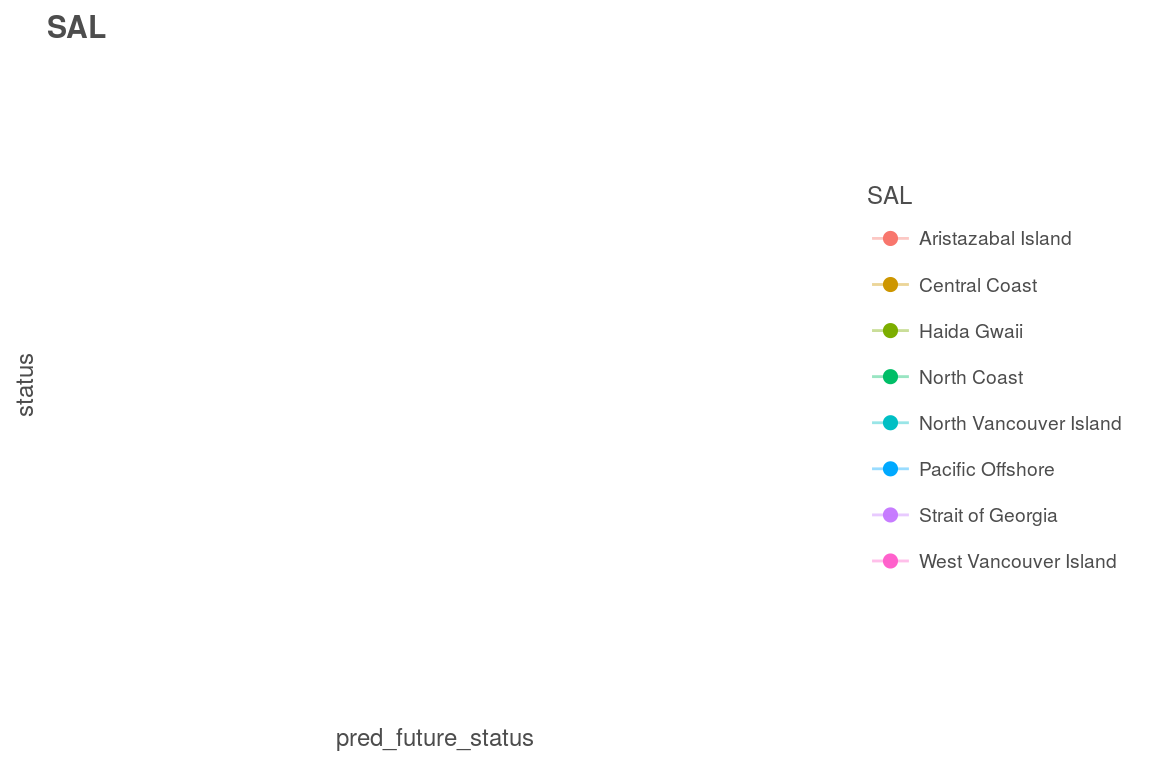 SAL
status
pred_future_status
SAL
Aristazabal Island
Central Coast
Haida Gwaii
North Coast
North Vancouver Island
Pacific Offshore
Strait of Georgia
West Vancouver Island